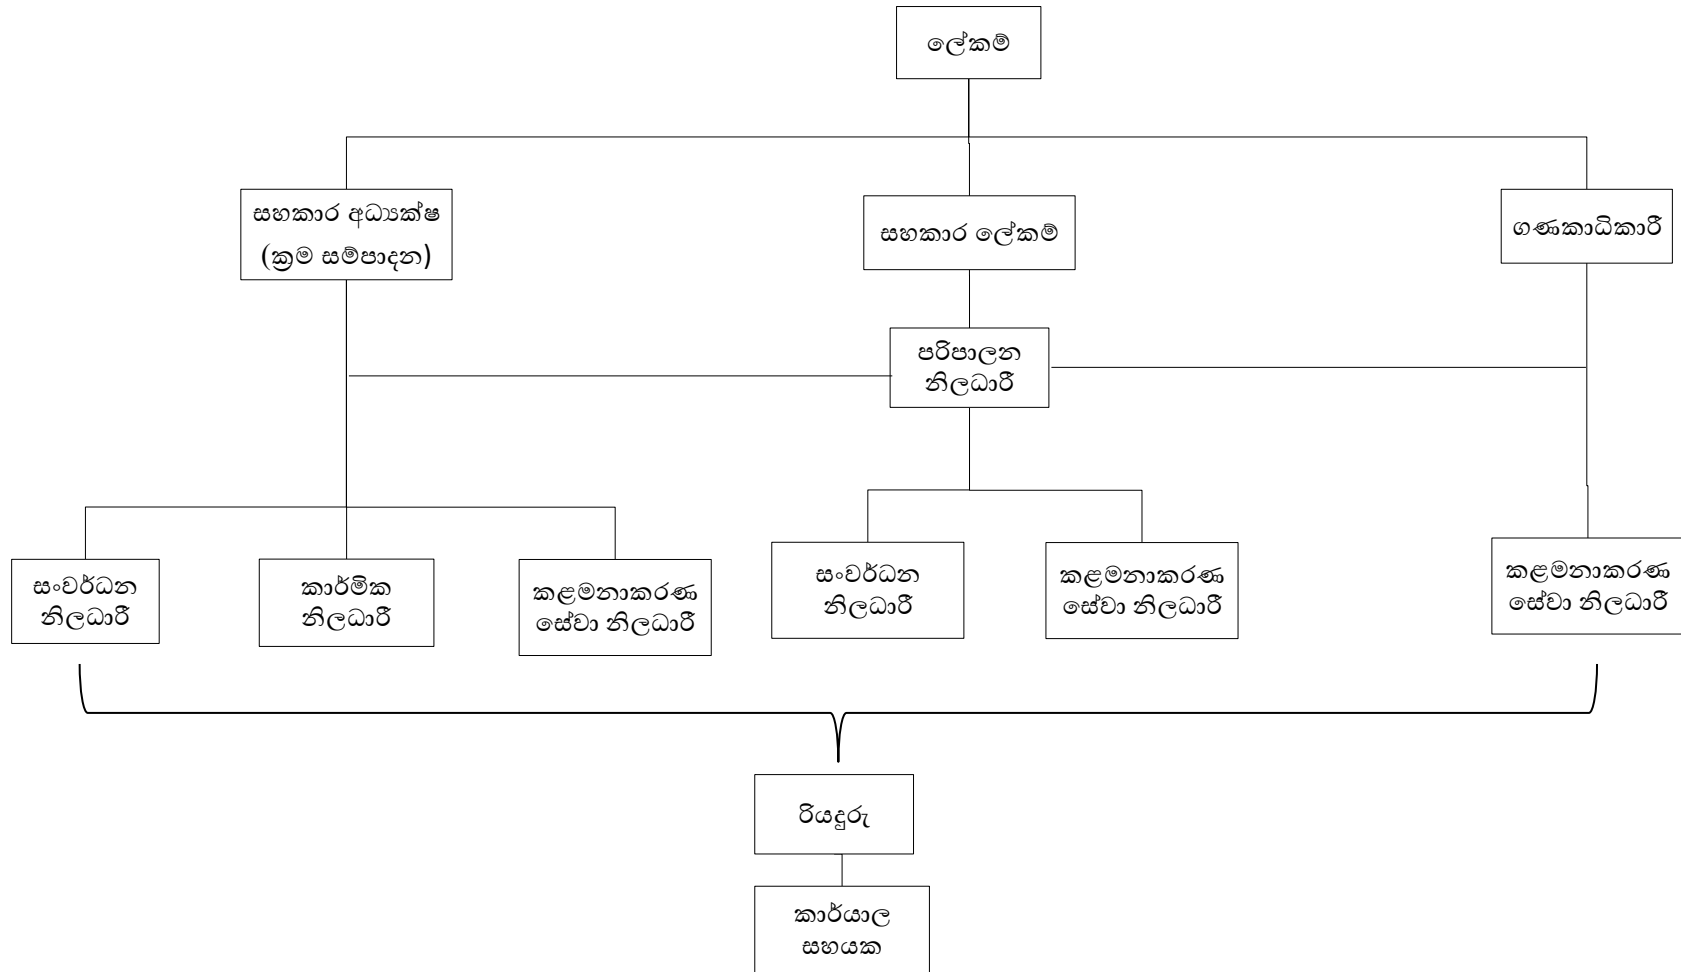 ලේකම්
සහකාර අධ්‍යක්ෂ
(ක්‍රම සම්පාදන)
සහකාර ලේකම්
ගණකාධිකාරී
පරිපාලන
නිලධාරී
සංවර්ධන
නිලධාරී
කාර්මික
නිලධාරී
කළමනාකරණ
සේවා නිලධාරී
සංවර්ධන
නිලධාරී
කළමනාකරණ
සේවා නිලධාරී
කළමනාකරණ
සේවා නිලධාරී
රියදුරු
කාර්යාල
සහයක